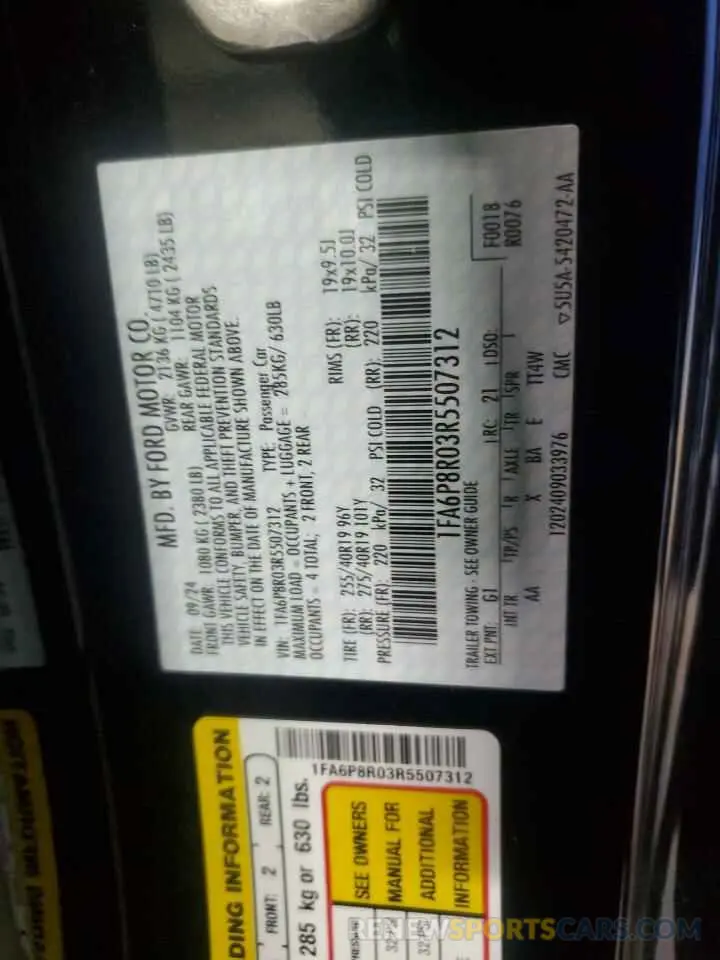 MFD. BY FORD MOTOR CO.
DATE: 09/24 GVWR: 2136 KG ( 4710 LB)
FRONT GAWR: 1080 KG ( 2380 LB) REAR GAWR: 1104 KG ( 2435 LB)
THIS VEHICLE CONFORMS TO ALL APPLICABLE FEDERAL MOTOR
VEHICLE SAFETY, BUMPER, AND THEFT PREVENTION STANDARDS
IN EFFECT ON THE DATE OF MANUFACTURE SHOWN ABOVE.
VIN: 1FA6P8R03R5507312 TYPE: Passenger Car
MAXIMUM LOAD = OCCUPANTS + LUGGAGE = 285KG/ 630LB
OCCUPANTS = 4 TOTAL; 2 FRONT, 2 REAR
TIRE (FR): 255/40R19 96Y RIMS (FR): 19x9.5J
(RR): 275/40R19 101Y (RR): 19x10.0J
PRESSURE (FR): 220 kPa/ 32 PSI COLD (RR): 220 kPa/ 32 PSI COLD
1FA6P8R03R5507312
TRAILER TOWING - SEE OWNER GUIDE
EXT PNT: G1 RC: 21 DSO: F0018
R0076
INT TR TP/PS R AXLE TR SPR
AA X BA E TT4W
1202409033976 CMC ▽5U5A-5420472-AA
DING INFORMATION
FRONT: 2 REAR: 2
285 kg or 630 lbs.
1FA6P8R03R5507312
SEE OWNERS
MANUAL FOR
ADDITIONAL
INFORMATION
RENEWSPORTSCARS.COM